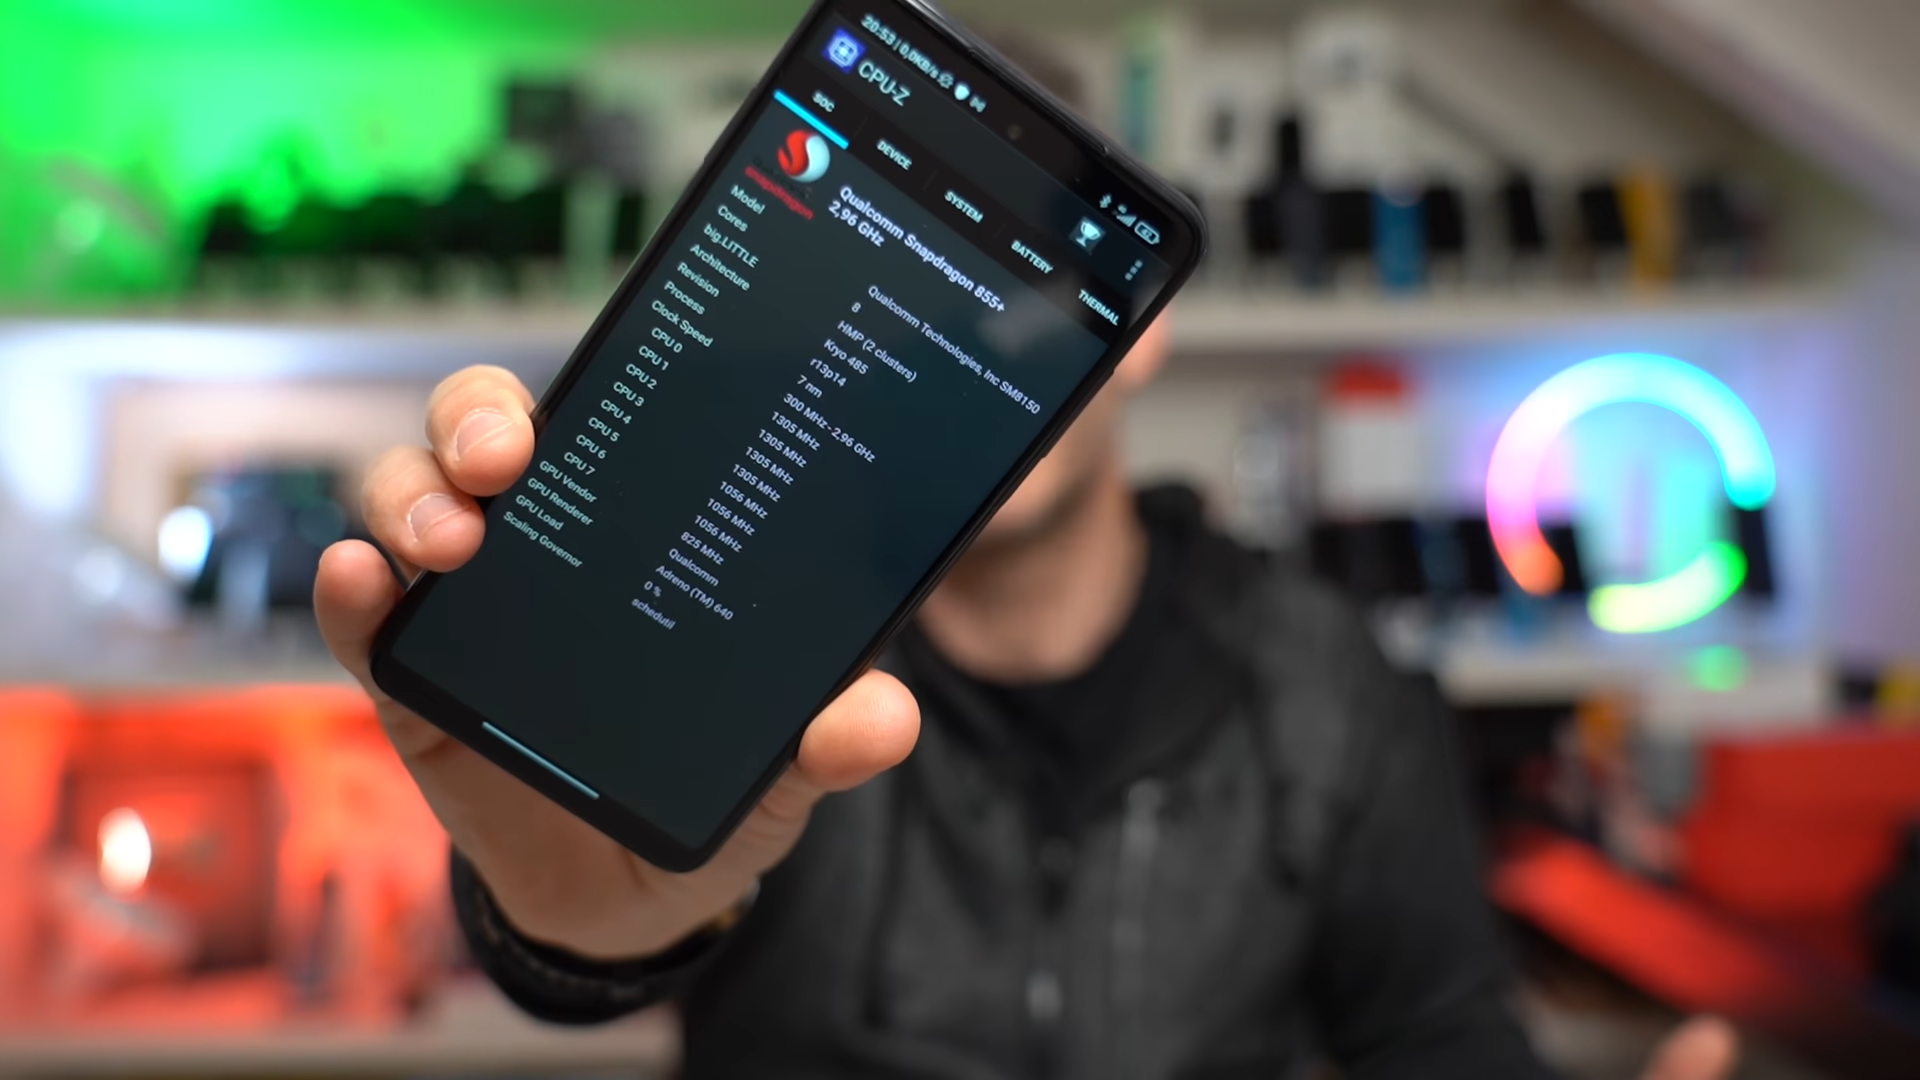 20:53 | 0,0KB/s
CPU-Z
SOC
DEVICE
SYSTEM
BATTERY
THERMAL
snapdragon
Qualcomm Snapdragon 855+
2,96 GHz
Model Qualcomm Technologies, Inc SM8150
Cores 8
big.LITTLE HMP (2 clusters)
Architecture Kryo 485
Revision r13p14
Process 7 nm
Clock Speed 300 MHz - 2.96 GHz
CPU 0 1305 MHz
CPU 1 1305 MHz
CPU 2 1305 MHz
CPU 3 1305 MHz
CPU 4 1056 MHz
CPU 5 1056 MHz
CPU 6 1056 MHz
CPU 7 825 MHz
GPU Vendor Qualcomm
GPU Renderer Adreno (TM) 640
GPU Load 0 %
Scaling Governor schedutil